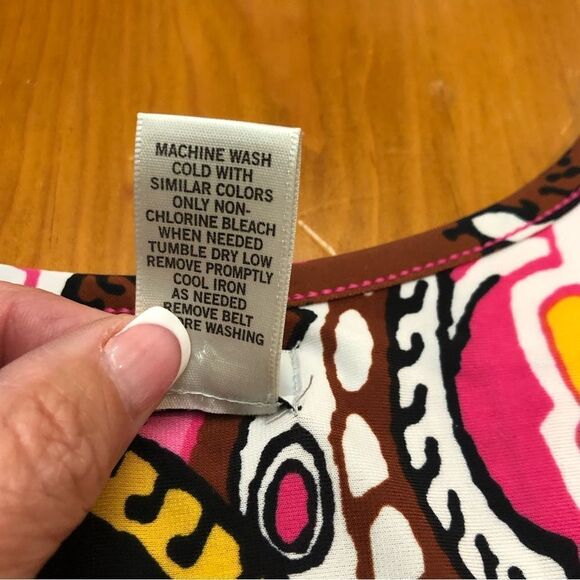 MACHINE WASH
COLD WITH
SIMILAR COLORS
ONLY NON-
CHLORINE BLEACH
WHEN NEEDED
TUMBLE DRY LOW
REMOVE PROMPTLY
COOL IRON
AS NEEDED
REMOVE BELT
WASHING